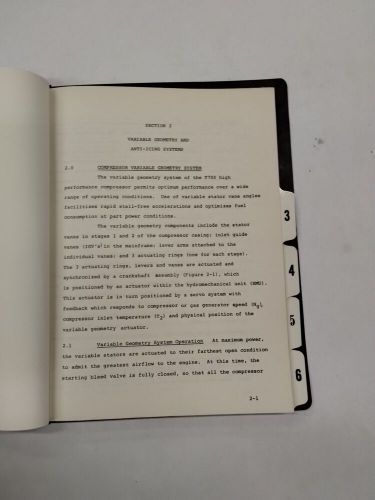 SECTION 2
VARIABLE GEOMETRY AND
ANTI-ICING SYSTEMS
2.0 COMPRESSOR VARIABLE GEOMETRY SYSTEM
The variable geometry system of the T700 high
performance compressor permits optimum performance over a wide
range of operating conditions. Use of variable stator vane angles
facilitates rapid stall-free accelerations and optimizes fuel
consumption at part power conditions.
The variable geometry components include the stator
vanes in stages 1 and 2 of the compressor casing; inlet guide
vanes (IGV's) in the mainframe; lever arms attached to the
individual vanes; and 3 actuating rings (one for each stage).
The 3 actuating rings, levers and vanes are actuated and
synchronized by a crankshaft assembly (Figure 2-1), which
is positioned by an actuator within the hydromechanical unit (HMU).
This actuator is in turn positioned by a servo system with
feedback which responds to compressor or gas generator speed (Ng),
compressor inlet temperature (T2) and physical position of the
variable geometry actuator.
2.1 Variable Geometry System Operation At maximum power,
the variable stators are actuated to their farthest open condition
to admit the greatest airflow to the engine. At this time, the
starting bleed valve is fully closed, so that all the compressor
2-1
3
4
5
6